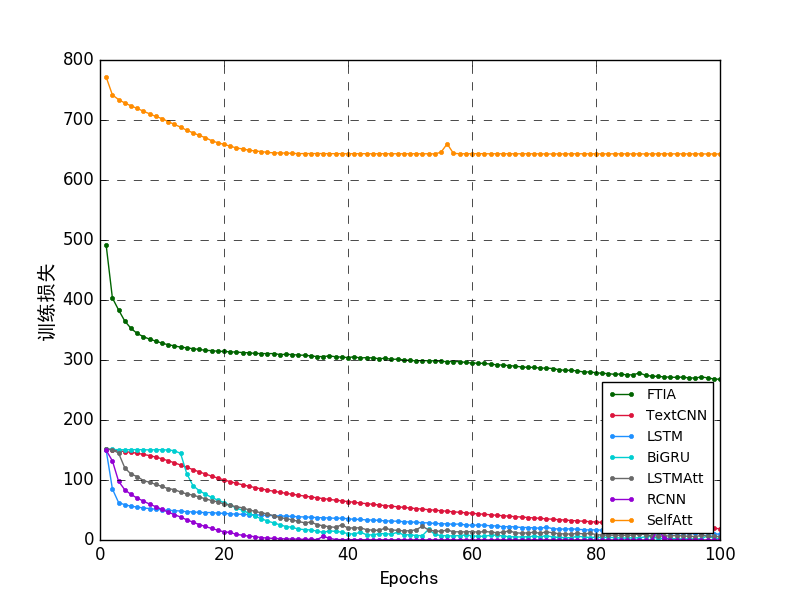 800
700
600
500
400
300
200
100
0
训练损失
FTIA
TextCNN
LSTM
BiGRU
LSTMAtt
RCNN
SelfAtt
0 20 40 60 80 100
Epochs